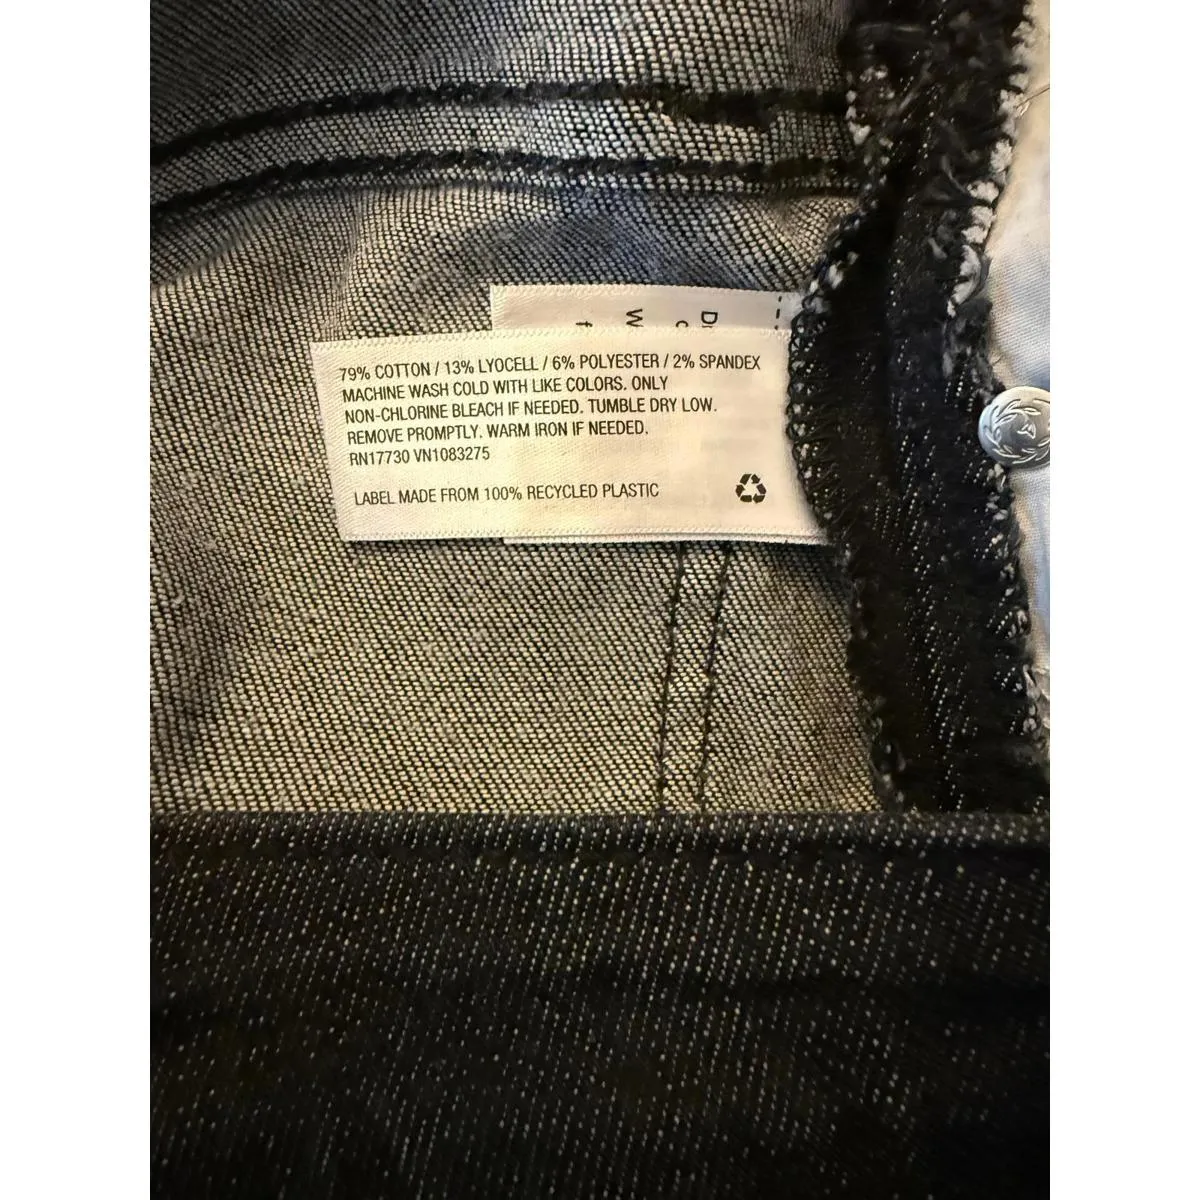 79% COTTON / 13% LYOCELL / 6% POLYESTER / 2% SPANDEX
MACHINE WASH COLD WITH LIKE COLORS. ONLY
NON-CHLORINE BLEACH IF NEEDED. TUMBLE DRY LOW.
REMOVE PROMPTLY. WARM IRON IF NEEDED.
RN17730 VN1083275
LABEL MADE FROM 100% RECYCLED PLASTIC